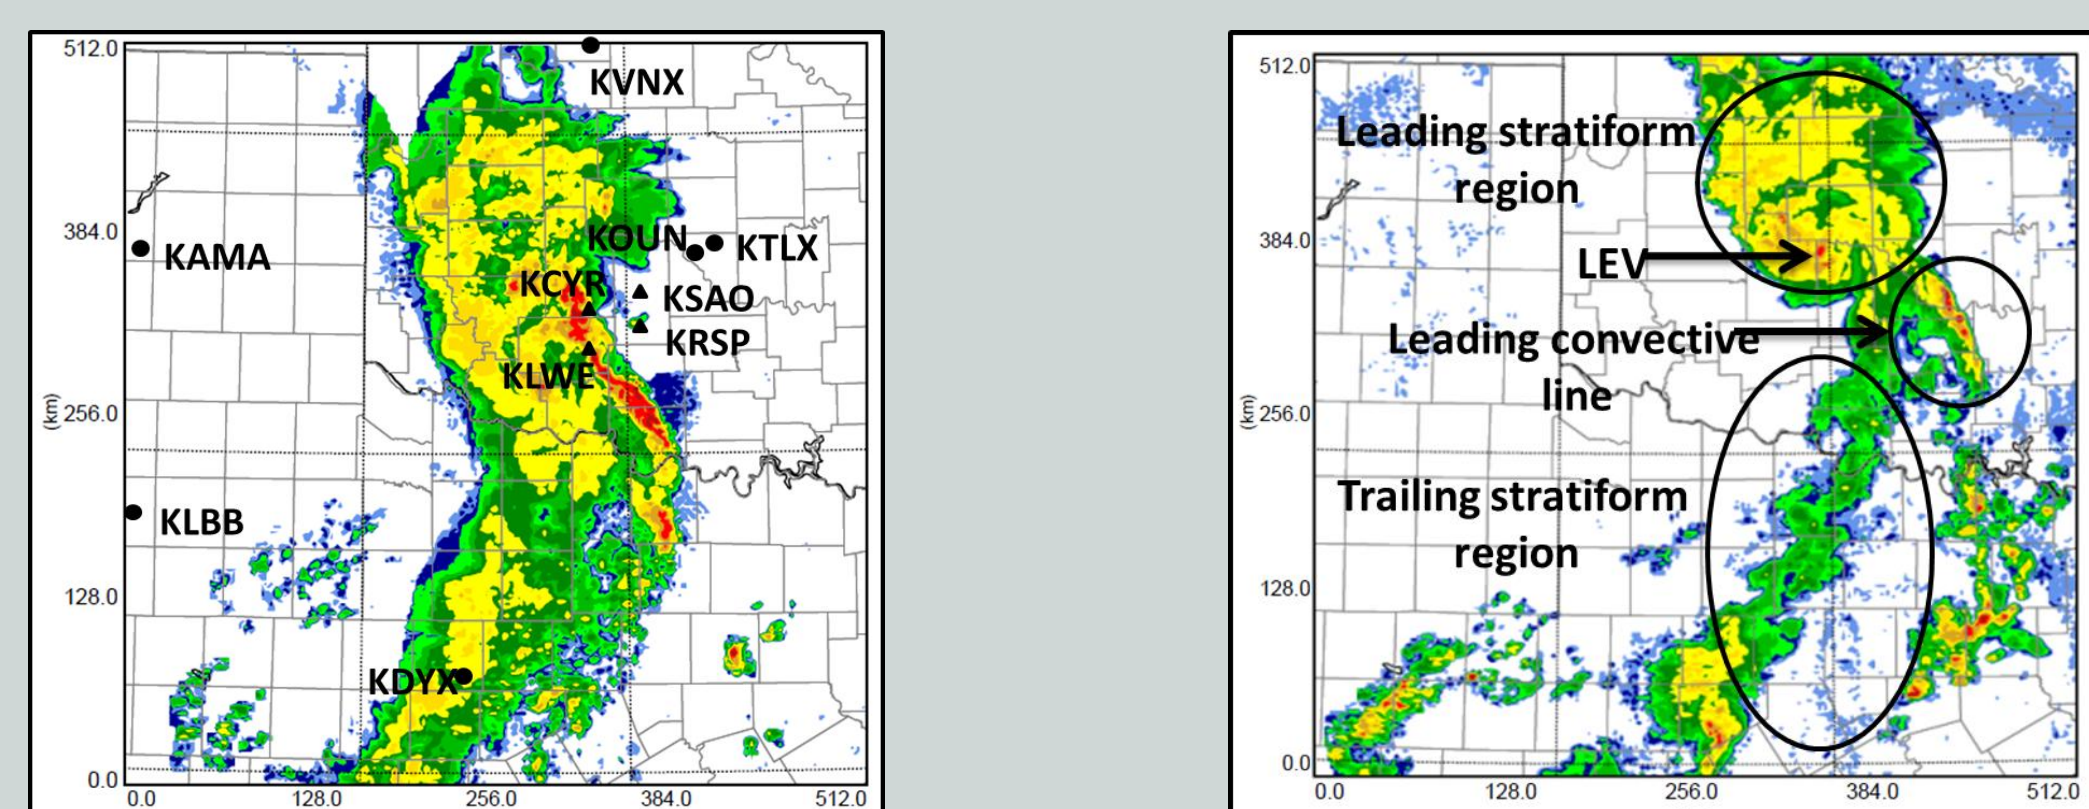 512.0
KVNX
384.0
KAMA
KOUN
KTLX
KCYR
KSAO
KRSP
KLWE
(km)
256.0
KLBB
128.0
KDYX
0.0
0.0 128.0 256.0 384.0 512.0
512.0
Leading stratiform
region
384.0
LEV
Leading convective
line
(km)
256.0
Trailing stratiform
region
128.0
0.0
0.0 128.0 256.0 384.0 512.0